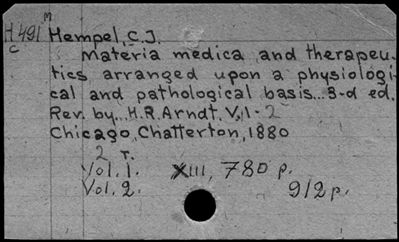 M
H491 Hempel, C.J.
C
Materia medica and therapeu-
tics arranged upon a physiologi-
cal and pathological basis...3-d ed.
Rev. by...H.R.Arndt. V.1-2
Chicago, Chatterton, 1880
2 т.
Vol. 1. XIII, 780 p.
Vol. 2. 912 p.